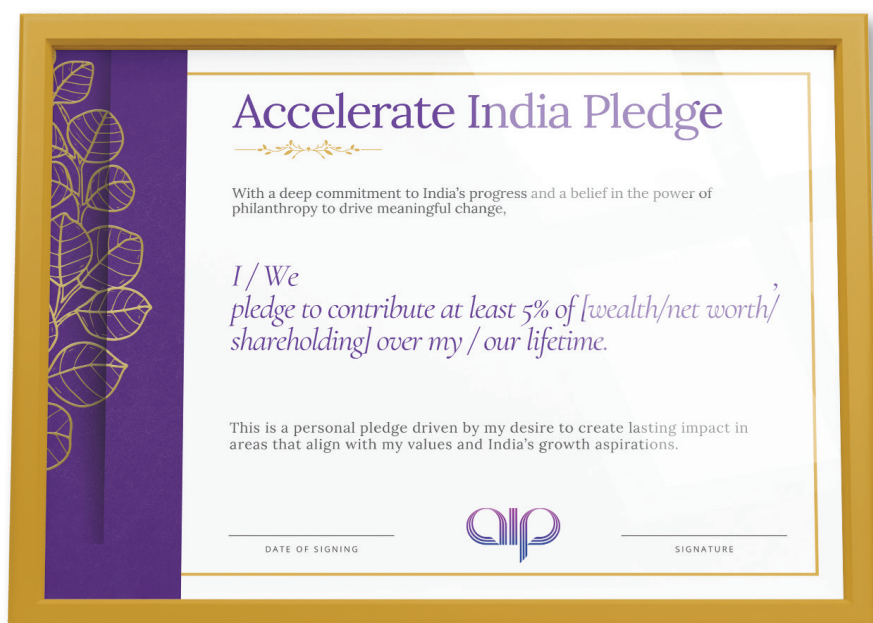 Accelerate India Pledge
With a deep commitment to India’s progress and a belief in the power of
philanthropy to drive meaningful change,
I / We ,
pledge to contribute at least 5% of [wealth/net worth/
shareholding] over my / our lifetime.
This is a personal pledge driven by my desire to create lasting impact in
areas that align with my values and India’s growth aspirations.
aip
DATE OF SIGNING
SIGNATURE